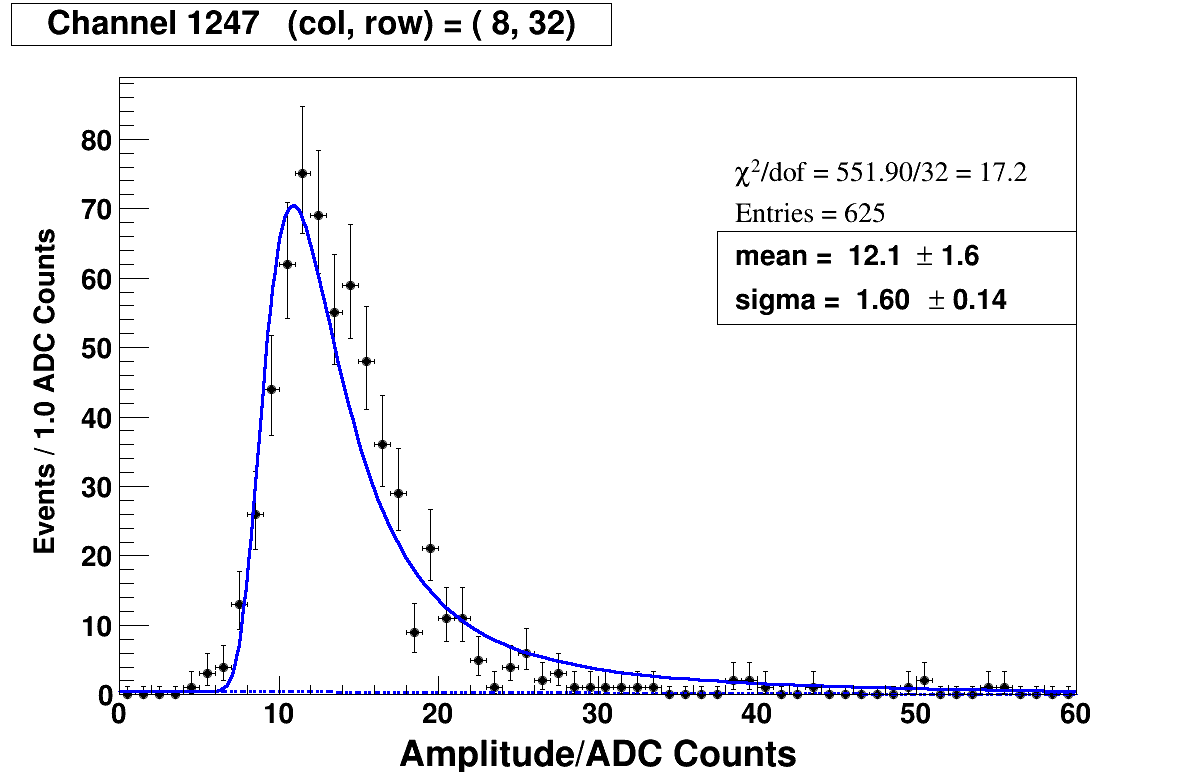 Channel 1247 (col, row) = ( 8, 32)
χ²/dof = 551.90/32 = 17.2
Entries = 625
mean = 12.1 ± 1.6
sigma = 1.60 ± 0.14
Events / 1.0 ADC Counts
80
70
60
50
40
30
20
10
0
0 10 20 30 40 50 60
Amplitude/ADC Counts